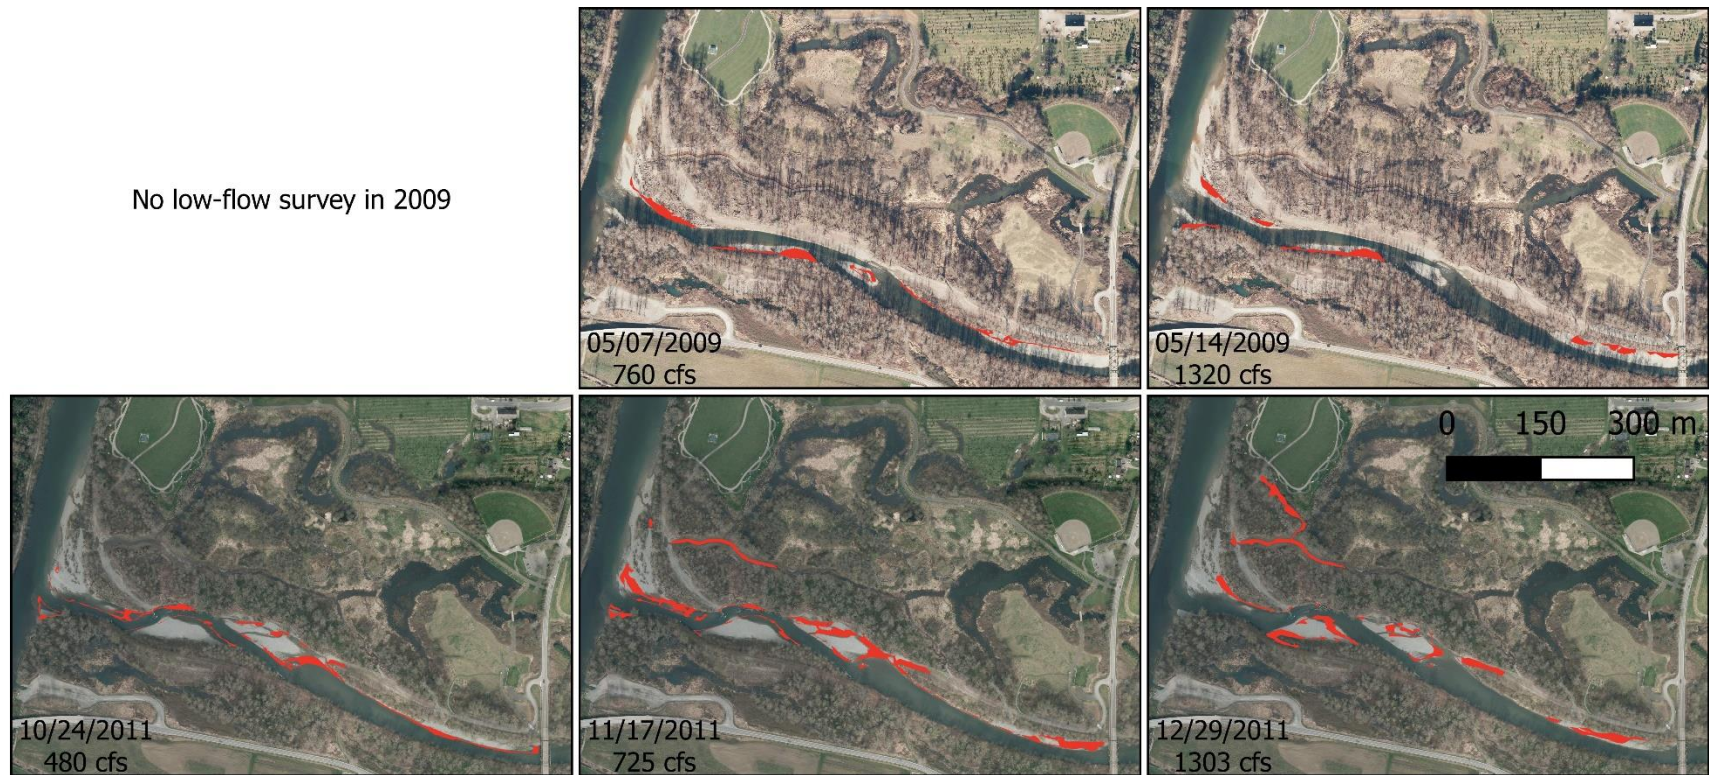 No low-flow survey in 2009
05/07/2009
760 cfs
05/14/2009
1320 cfs
10/24/2011
480 cfs
11/17/2011
725 cfs
0 150 300 m
12/29/2011
1303 cfs